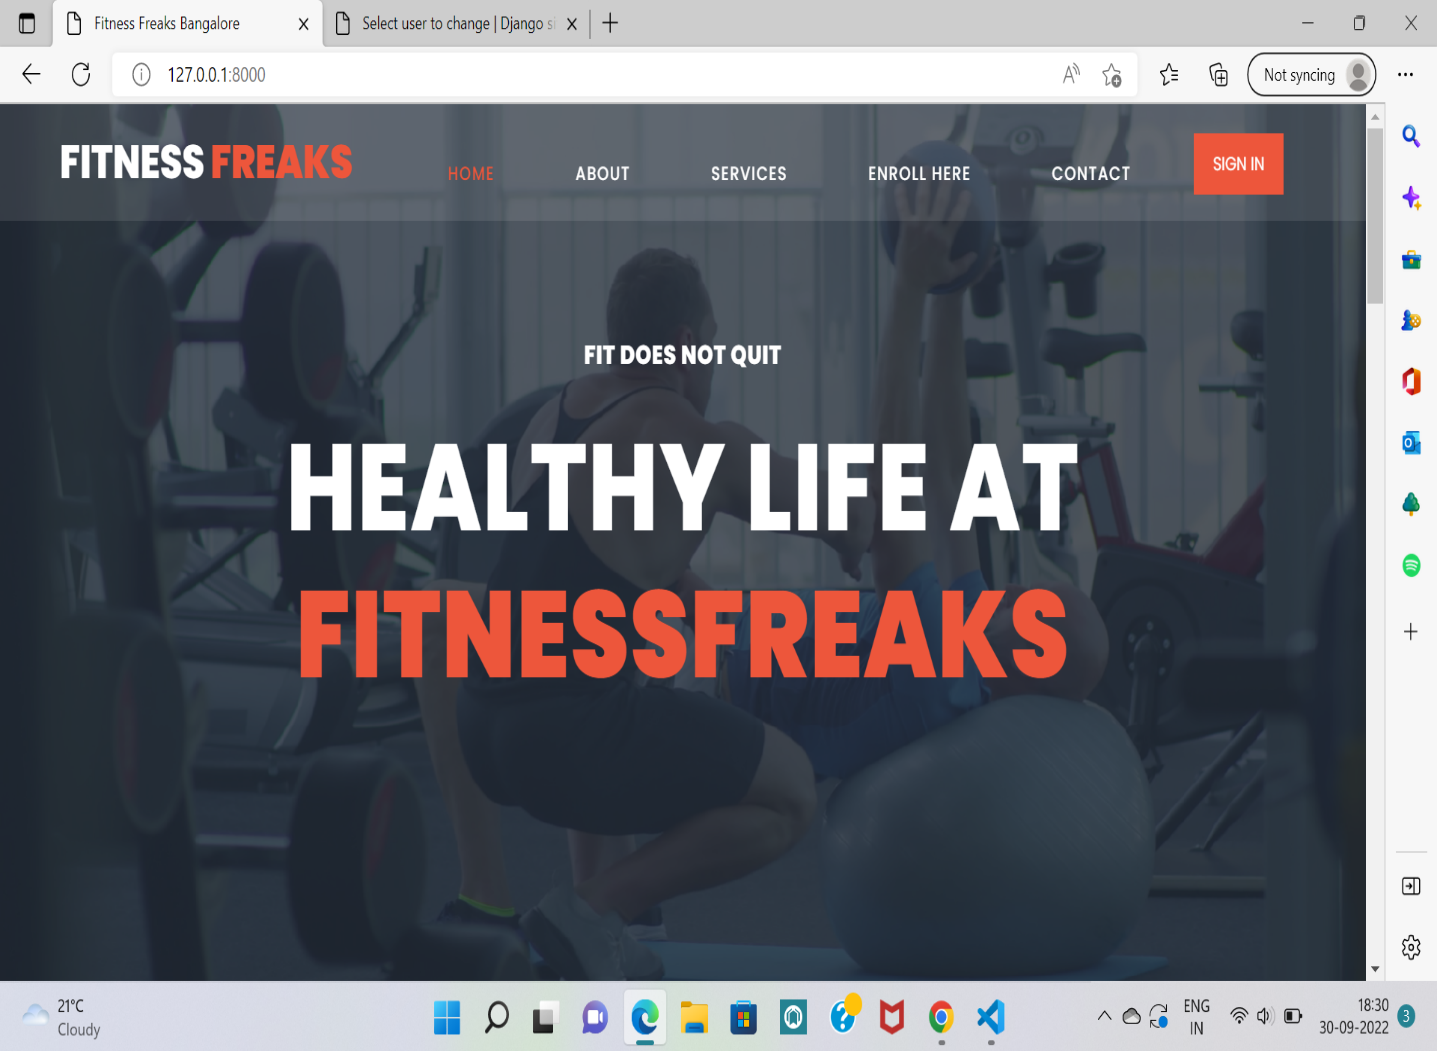 Fitness Freaks Bangalore
Select user to change | Django si
127.0.0.1:8000
Not syncing
FITNESS FREAKS
HOME
ABOUT
SERVICES
ENROLL HERE
CONTACT
SIGN IN
FIT DOES NOT QUIT
HEALTHY LIFE AT
FITNESSFREAKS
21°C
Cloudy
ENG
IN
18:30
30-09-2022
3